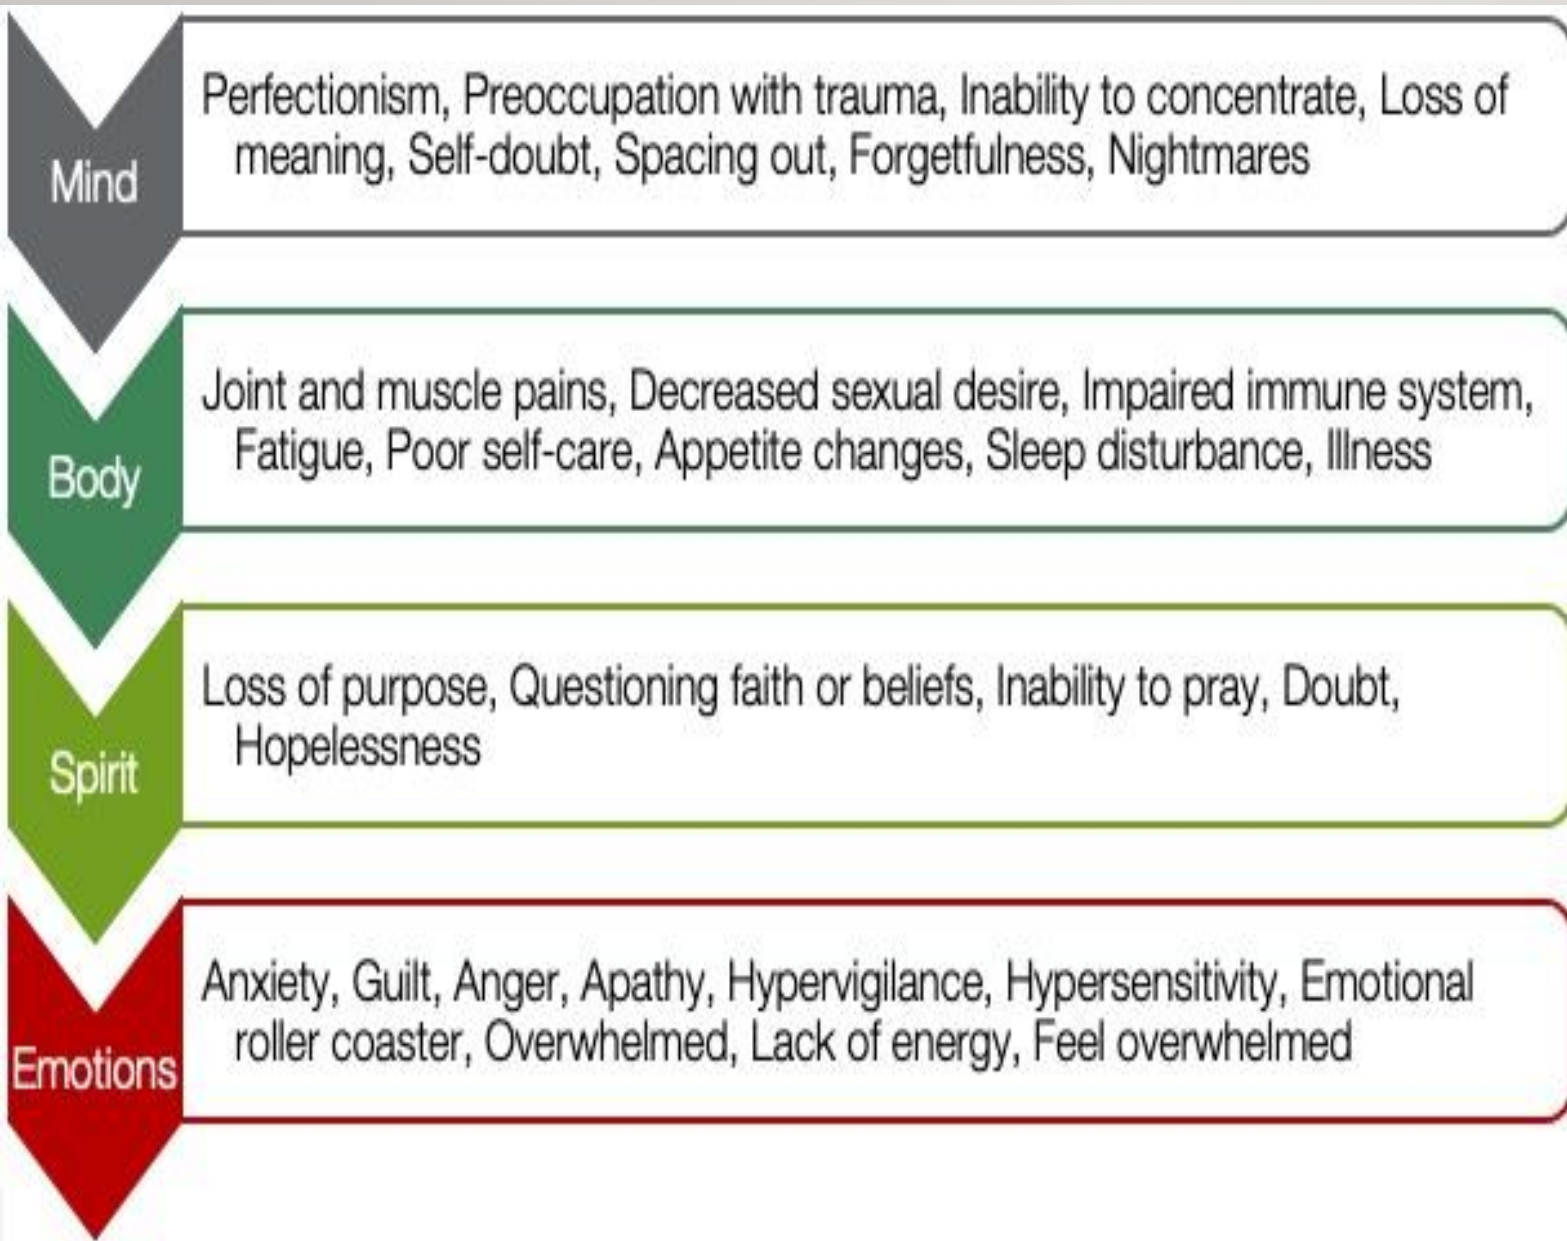 Mind
Perfectionism, Preoccupation with trauma, Inability to concentrate, Loss of
meaning, Self-doubt, Spacing out, Forgetfulness, Nightmares
Body
Joint and muscle pains, Decreased sexual desire, Impaired immune system,
Fatigue, Poor self-care, Appetite changes, Sleep disturbance, Illness
Spirit
Loss of purpose, Questioning faith or beliefs, Inability to pray, Doubt,
Hopelessness
Emotions
Anxiety, Guilt, Anger, Apathy, Hypervigilance, Hypersensitivity, Emotional
roller coaster, Overwhelmed, Lack of energy, Feel overwhelmed